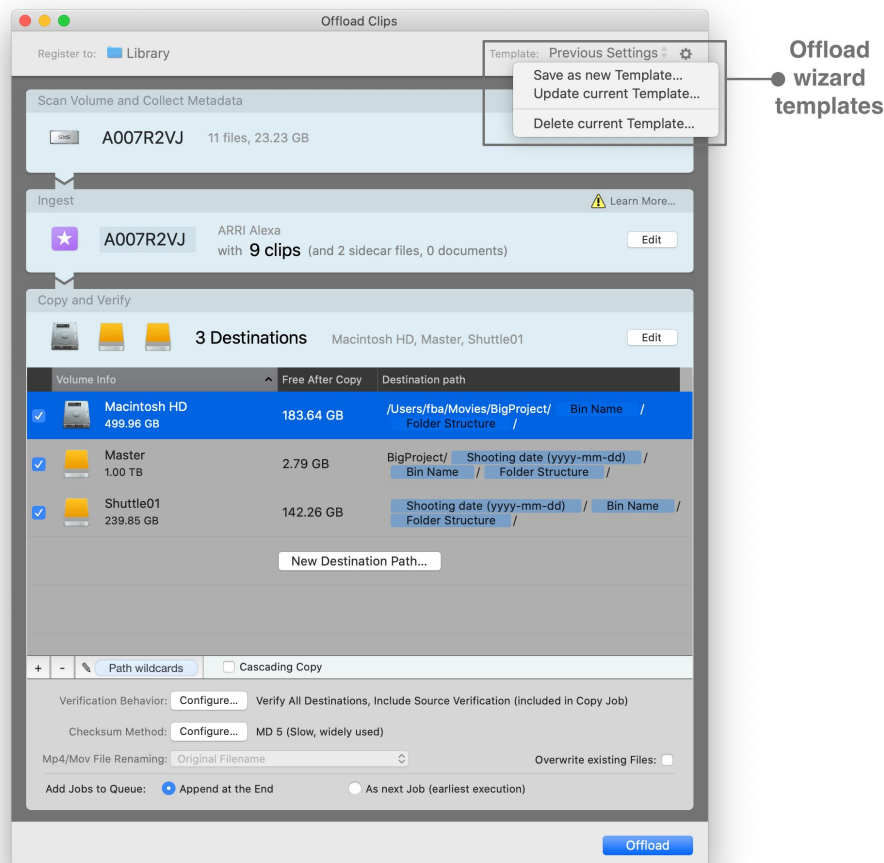 Offload Clips
Register to: Library
Template: Previous Settings
Save as new Template...
Update current Template...
Delete current Template...
Offload
wizard
templates
Scan Volume and Collect Metadata
A007R2VJ 11 files, 23.23 GB
Ingest
Learn More...
A007R2VJ
ARRI Alexa
with 9 clips (and 2 sidecar files, 0 documents)
Edit
Copy and Verify
3 Destinations Macintosh HD, Master, Shuttle01
Edit
Volume Info Free After Copy Destination path
Macintosh HD
499.96 GB
183.64 GB
/Users/fba/Movies/BigProject/ Bin Name /
Folder Structure /
Master
1.00 TB
2.79 GB
BigProject/ Shooting date (yyyy-mm-dd) /
Bin Name / Folder Structure /
Shuttle01
239.85 GB
142.26 GB
Shooting date (yyyy-mm-dd) / Bin Name /
Folder Structure /
New Destination Path...
+ - Path wildcards Cascading Copy
Verification Behavior: Configure... Verify All Destinations, Include Source Verification (included in Copy Job)
Checksum Method: Configure... MD 5 (Slow, widely used)
Mp4/Mov File Renaming: Original Filename Overwrite existing Files:
Add Jobs to Queue: Append at the End As next Job (earliest execution)
Offload